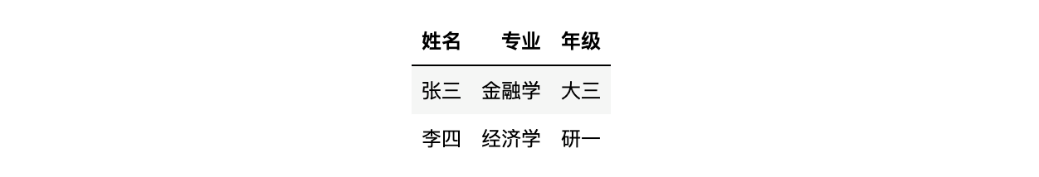 姓名 专业 年级
张三 金融学 大三
李四 经济学 研一